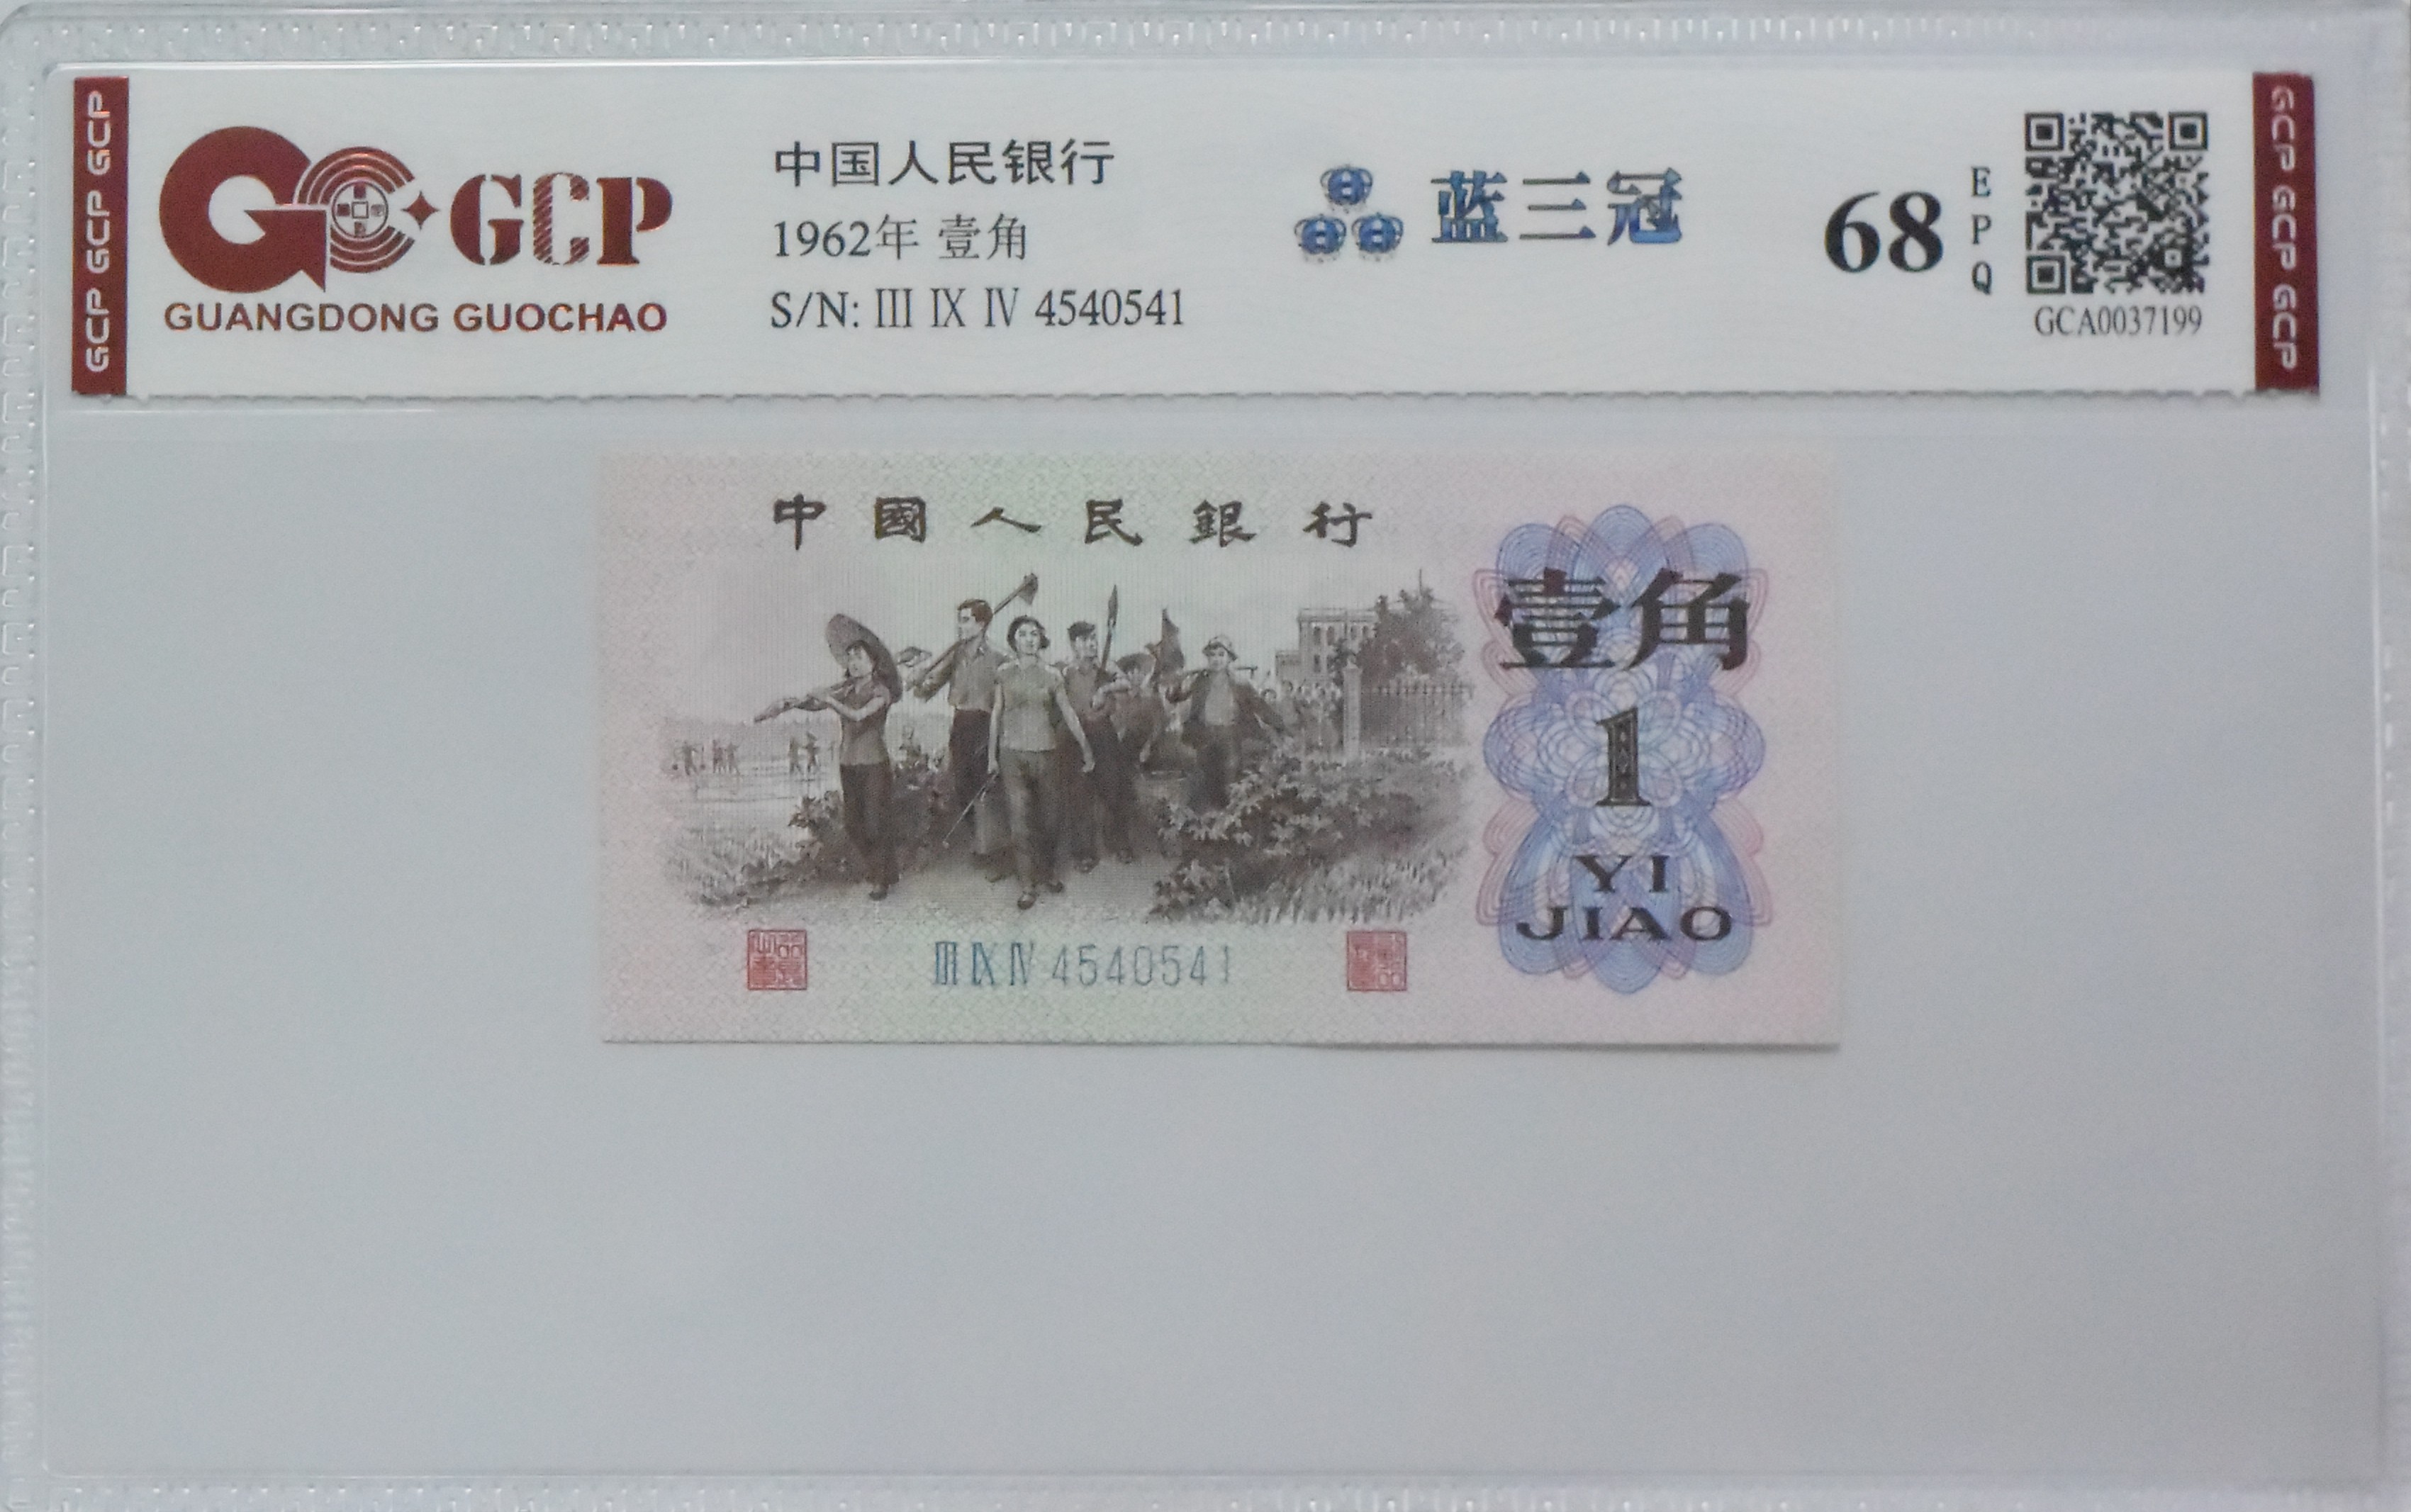 GCP GCP GCP
GCP
GUANGDONG GUOCHAO
中国人民银行
1962年 壹角
S/N: III IX IV 4540541
蓝三冠
68
EPQ
GCA0037199
GCP GCP GCP
中國人民銀行
壹角
1
YI
JIAO
III IX IV 4540541